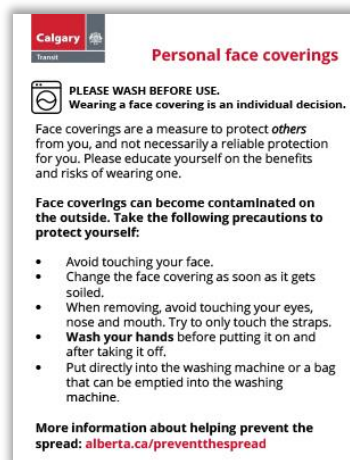 Calgary
Transit
Personal face coverings
PLEASE WASH BEFORE USE.
Wearing a face covering is an individual decision.
Face coverings are a measure to protect others
from you, and not necessarily a reliable protection
for you. Please educate yourself on the benefits
and risks of wearing one.
Face coverings can become contaminated on
the outside. Take the following precautions to
protect yourself:
• Avoid touching your face.
• Change the face covering as soon as it gets
soiled.
• When removing, avoid touching your eyes,
nose and mouth. Try to only touch the straps.
• Wash your hands before putting it on and
after taking it off.
• Put directly into the washing machine or a bag
that can be emptied into the washing
machine.
More information about helping prevent the
spread: alberta.ca/preventthespread